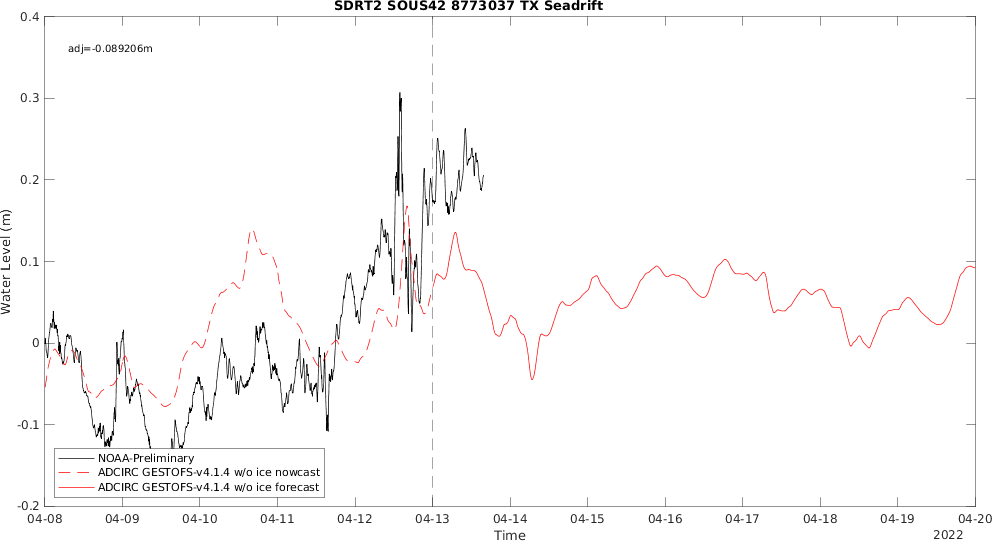 SDRT2 SOUS42 8773037 TX Seadrift
adj=-0.089206m
Water Level (m)
0.4
0.3
0.2
0.1
0
-0.1
-0.2
NOAA-Preliminary
ADCIRC GESTOFS-v4.1.4 w/o ice nowcast
ADCIRC GESTOFS-v4.1.4 w/o ice forecast
04-08 04-09 04-10 04-11 04-12 04-13 04-14 04-15 04-16 04-17 04-18 04-19 04-20
Time
2022